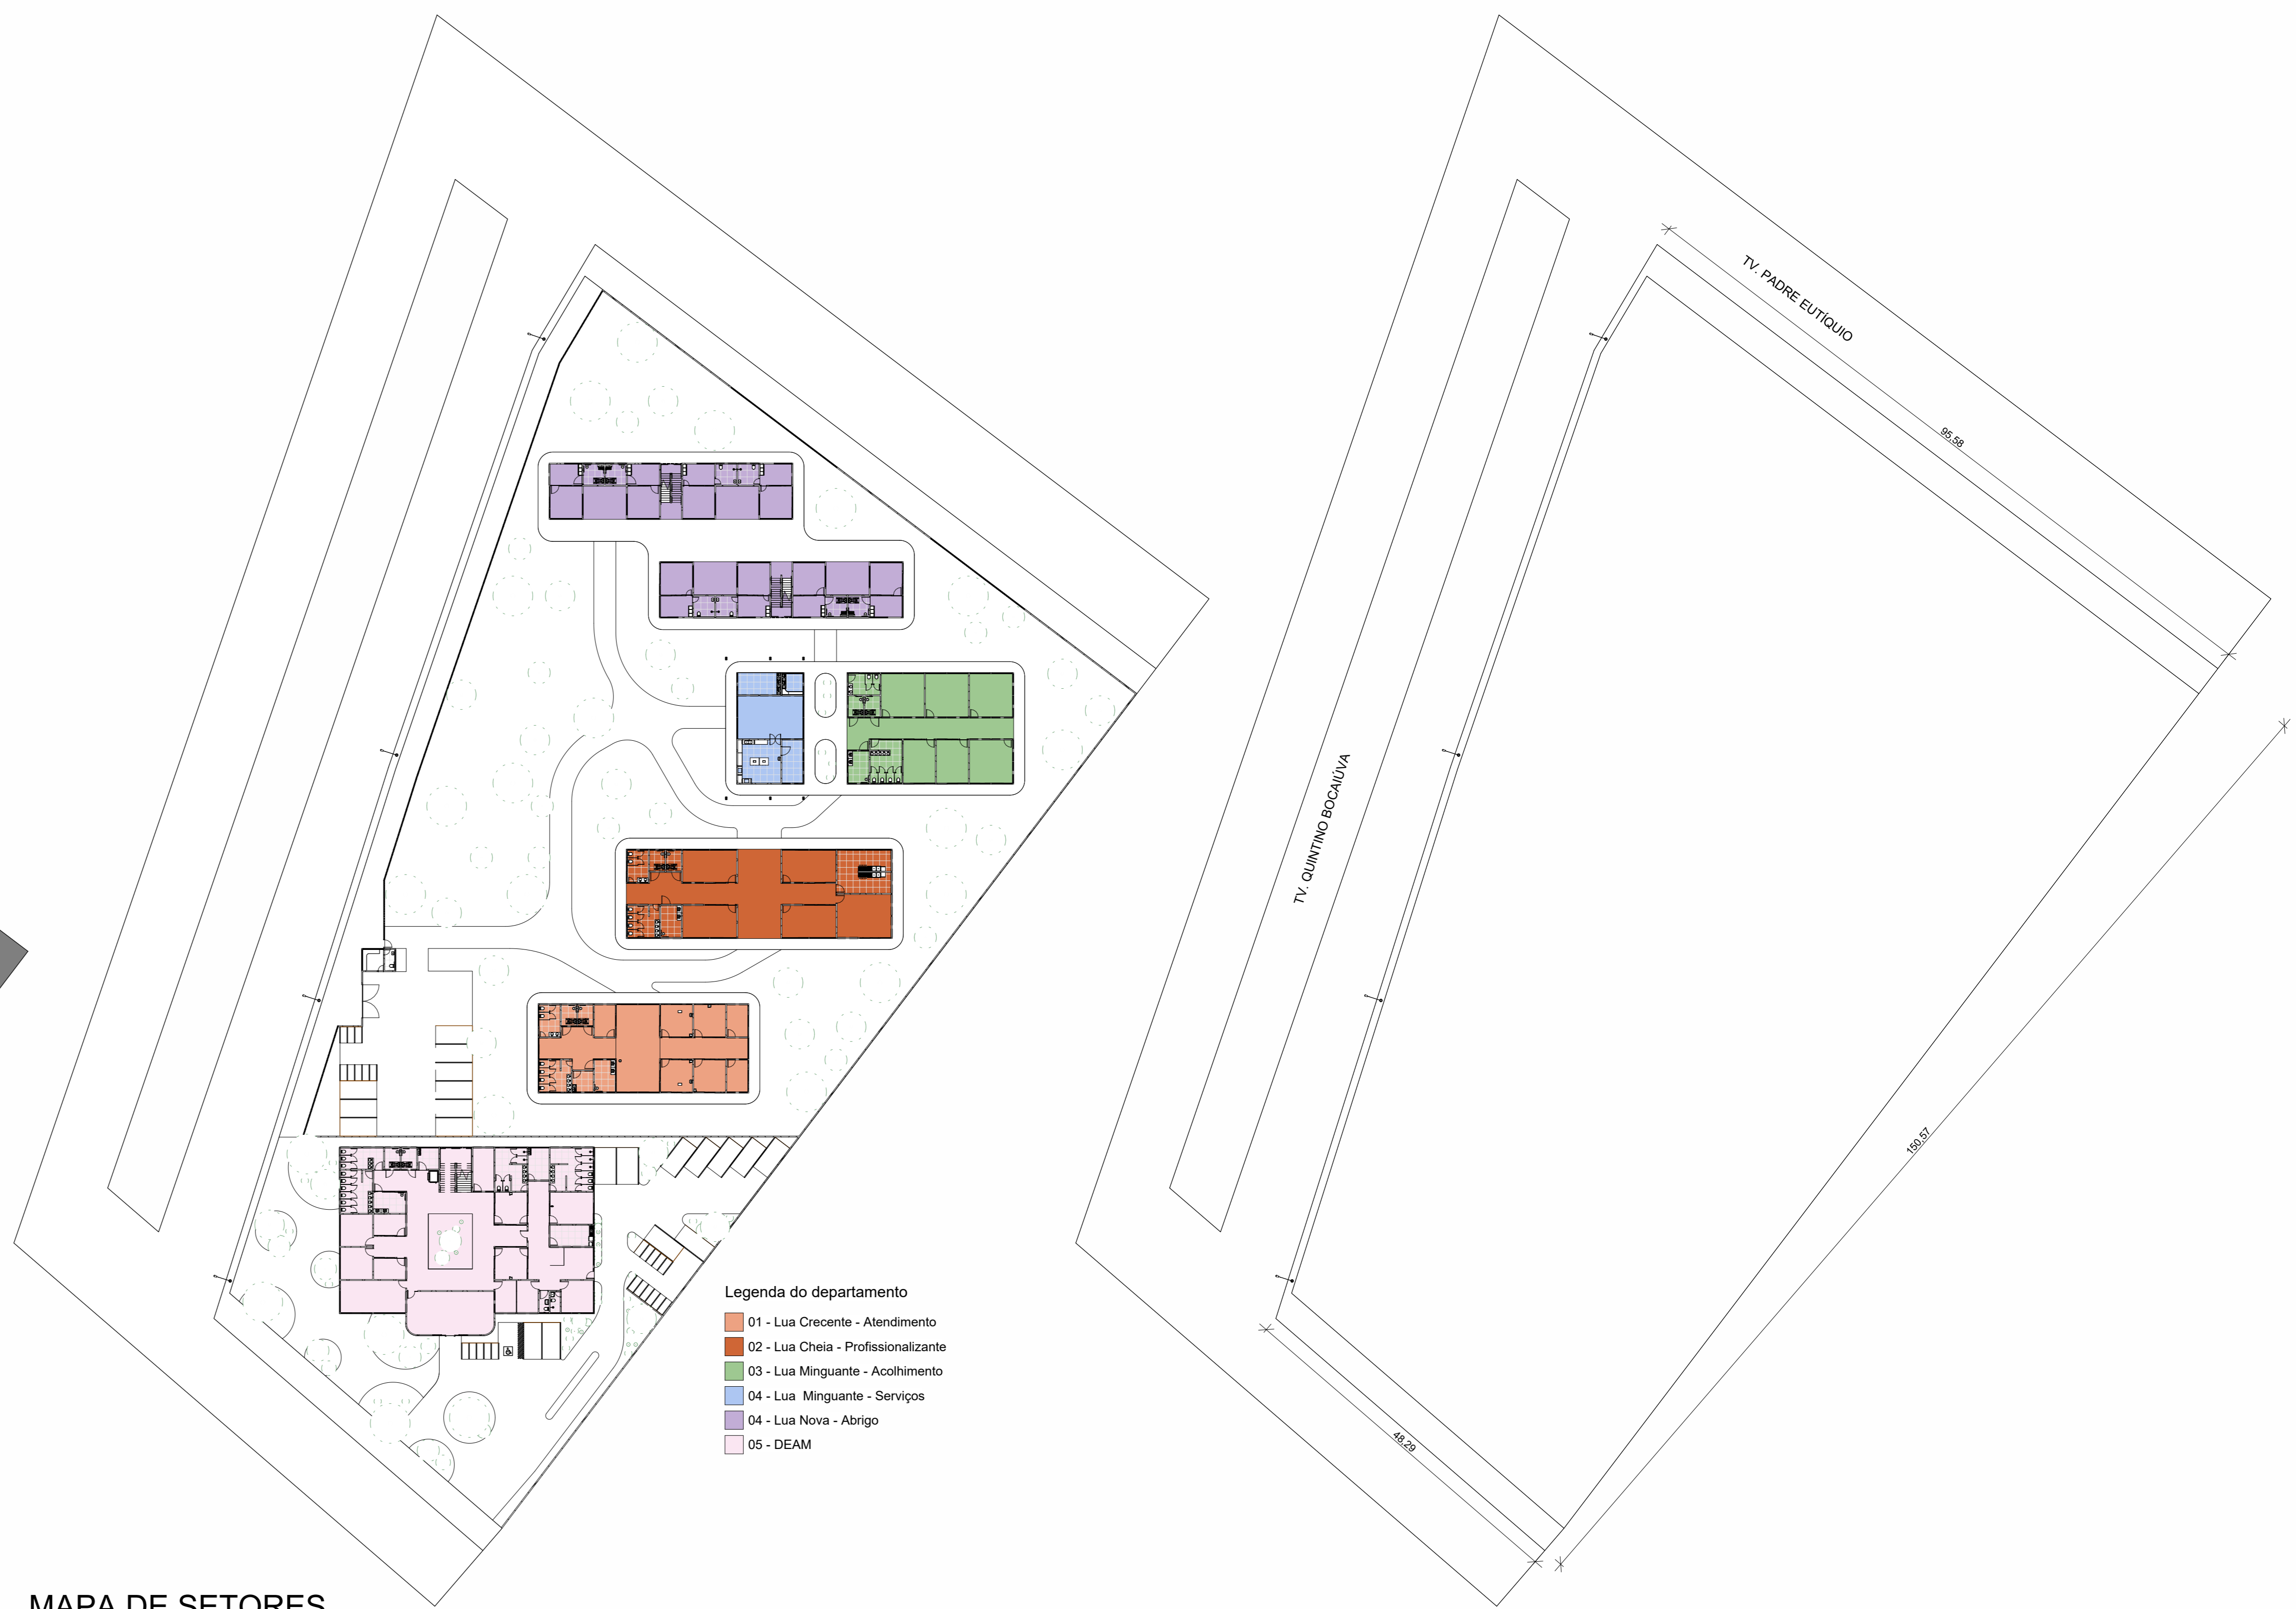 TV. PADRE EUTÍQUIO
95,58
TV. QUINTINO BOCAIÚVA
150,57
48,29
Legenda do departamento
01 - Lua Crecente - Atendimento
02 - Lua Cheia - Profissionalizante
03 - Lua Minguante - Acolhimento
04 - Lua  Minguante - Serviços
04 - Lua Nova - Abrigo
05 - DEAM
MAPA DE SETORES